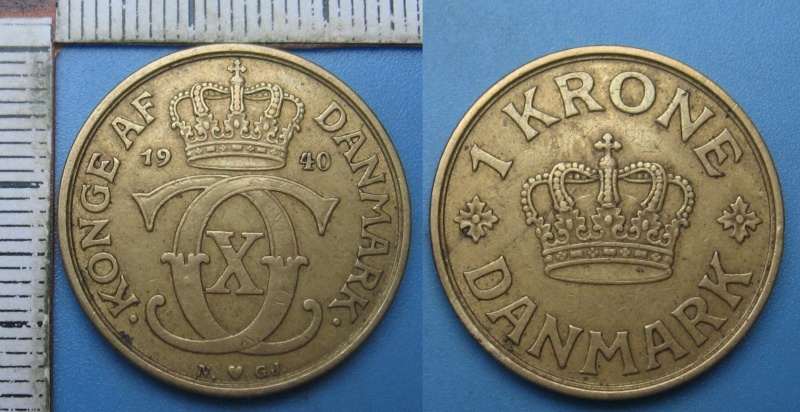 · KONGE AF DANMARK ·
19 40
X
N. ♥ GJ.
1 KRONE
DANMARK